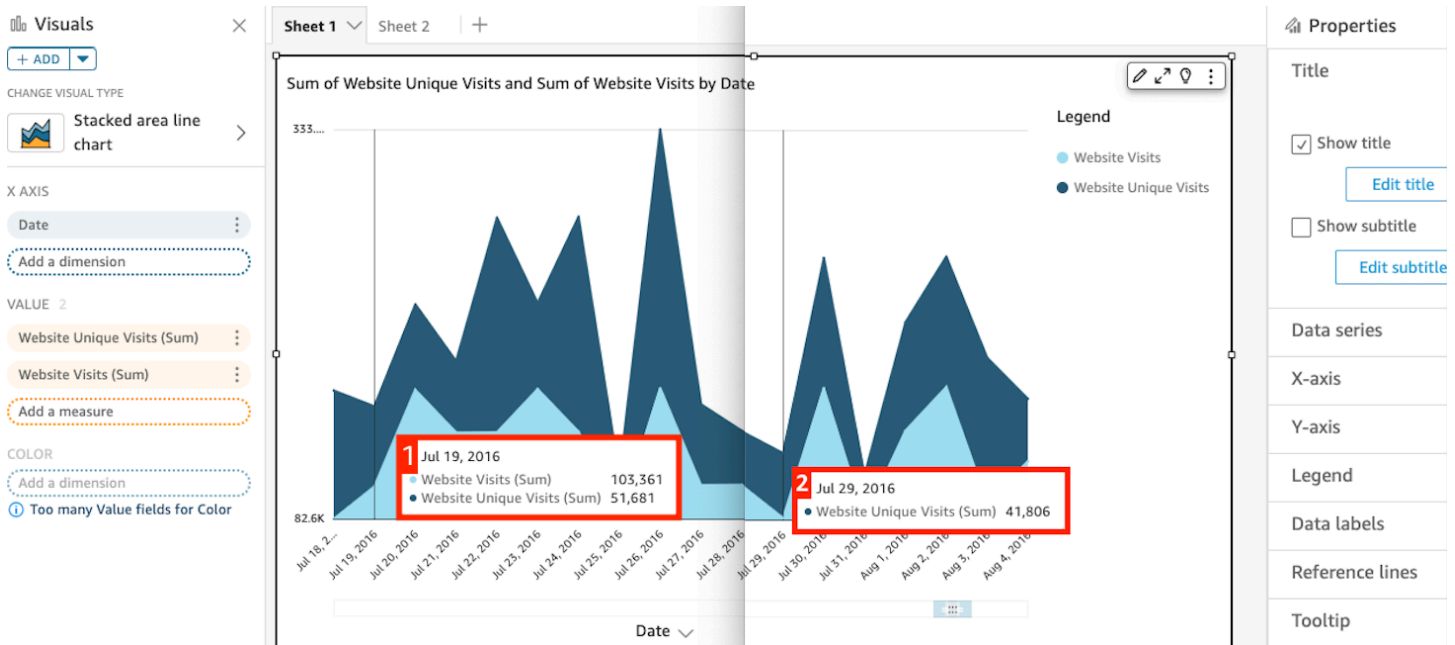 Visuals
+ ADD
CHANGE VISUAL TYPE
Stacked area line
chart
X AXIS
Date
Add a dimension
VALUE 2
Website Unique Visits (Sum)
Website Visits (Sum)
Add a measure
COLOR
Add a dimension
Too many Value fields for Color
Sheet 1
Sheet 2
+
Sum of Website Unique Visits and Sum of Website Visits by Date
333....
82.6K
1
Jul 19, 2016
Website Visits (Sum) 103,361
Website Unique Visits (Sum) 51,681
2
Jul 29, 2016
Website Unique Visits (Sum) 41,806
Jul 18, 2...
Jul 19, 2016
Jul 20, 2016
Jul 21, 2016
Jul 22, 2016
Jul 23, 2016
Jul 24, 2016
Jul 25, 2016
Jul 26, 2016
Jul 27, 2016
Jul 28, 2016
Jul 29, 2016
Jul 30, 2016
Jul 31, 2016
Aug 1, 2016
Aug 2, 2016
Aug 3, 2016
Aug 4, 2016
Date
Legend
Website Visits
Website Unique Visits
Properties
Title
Show title
Edit title
Show subtitle
Edit subtitle
Data series
X-axis
Y-axis
Legend
Data labels
Reference lines
Tooltip